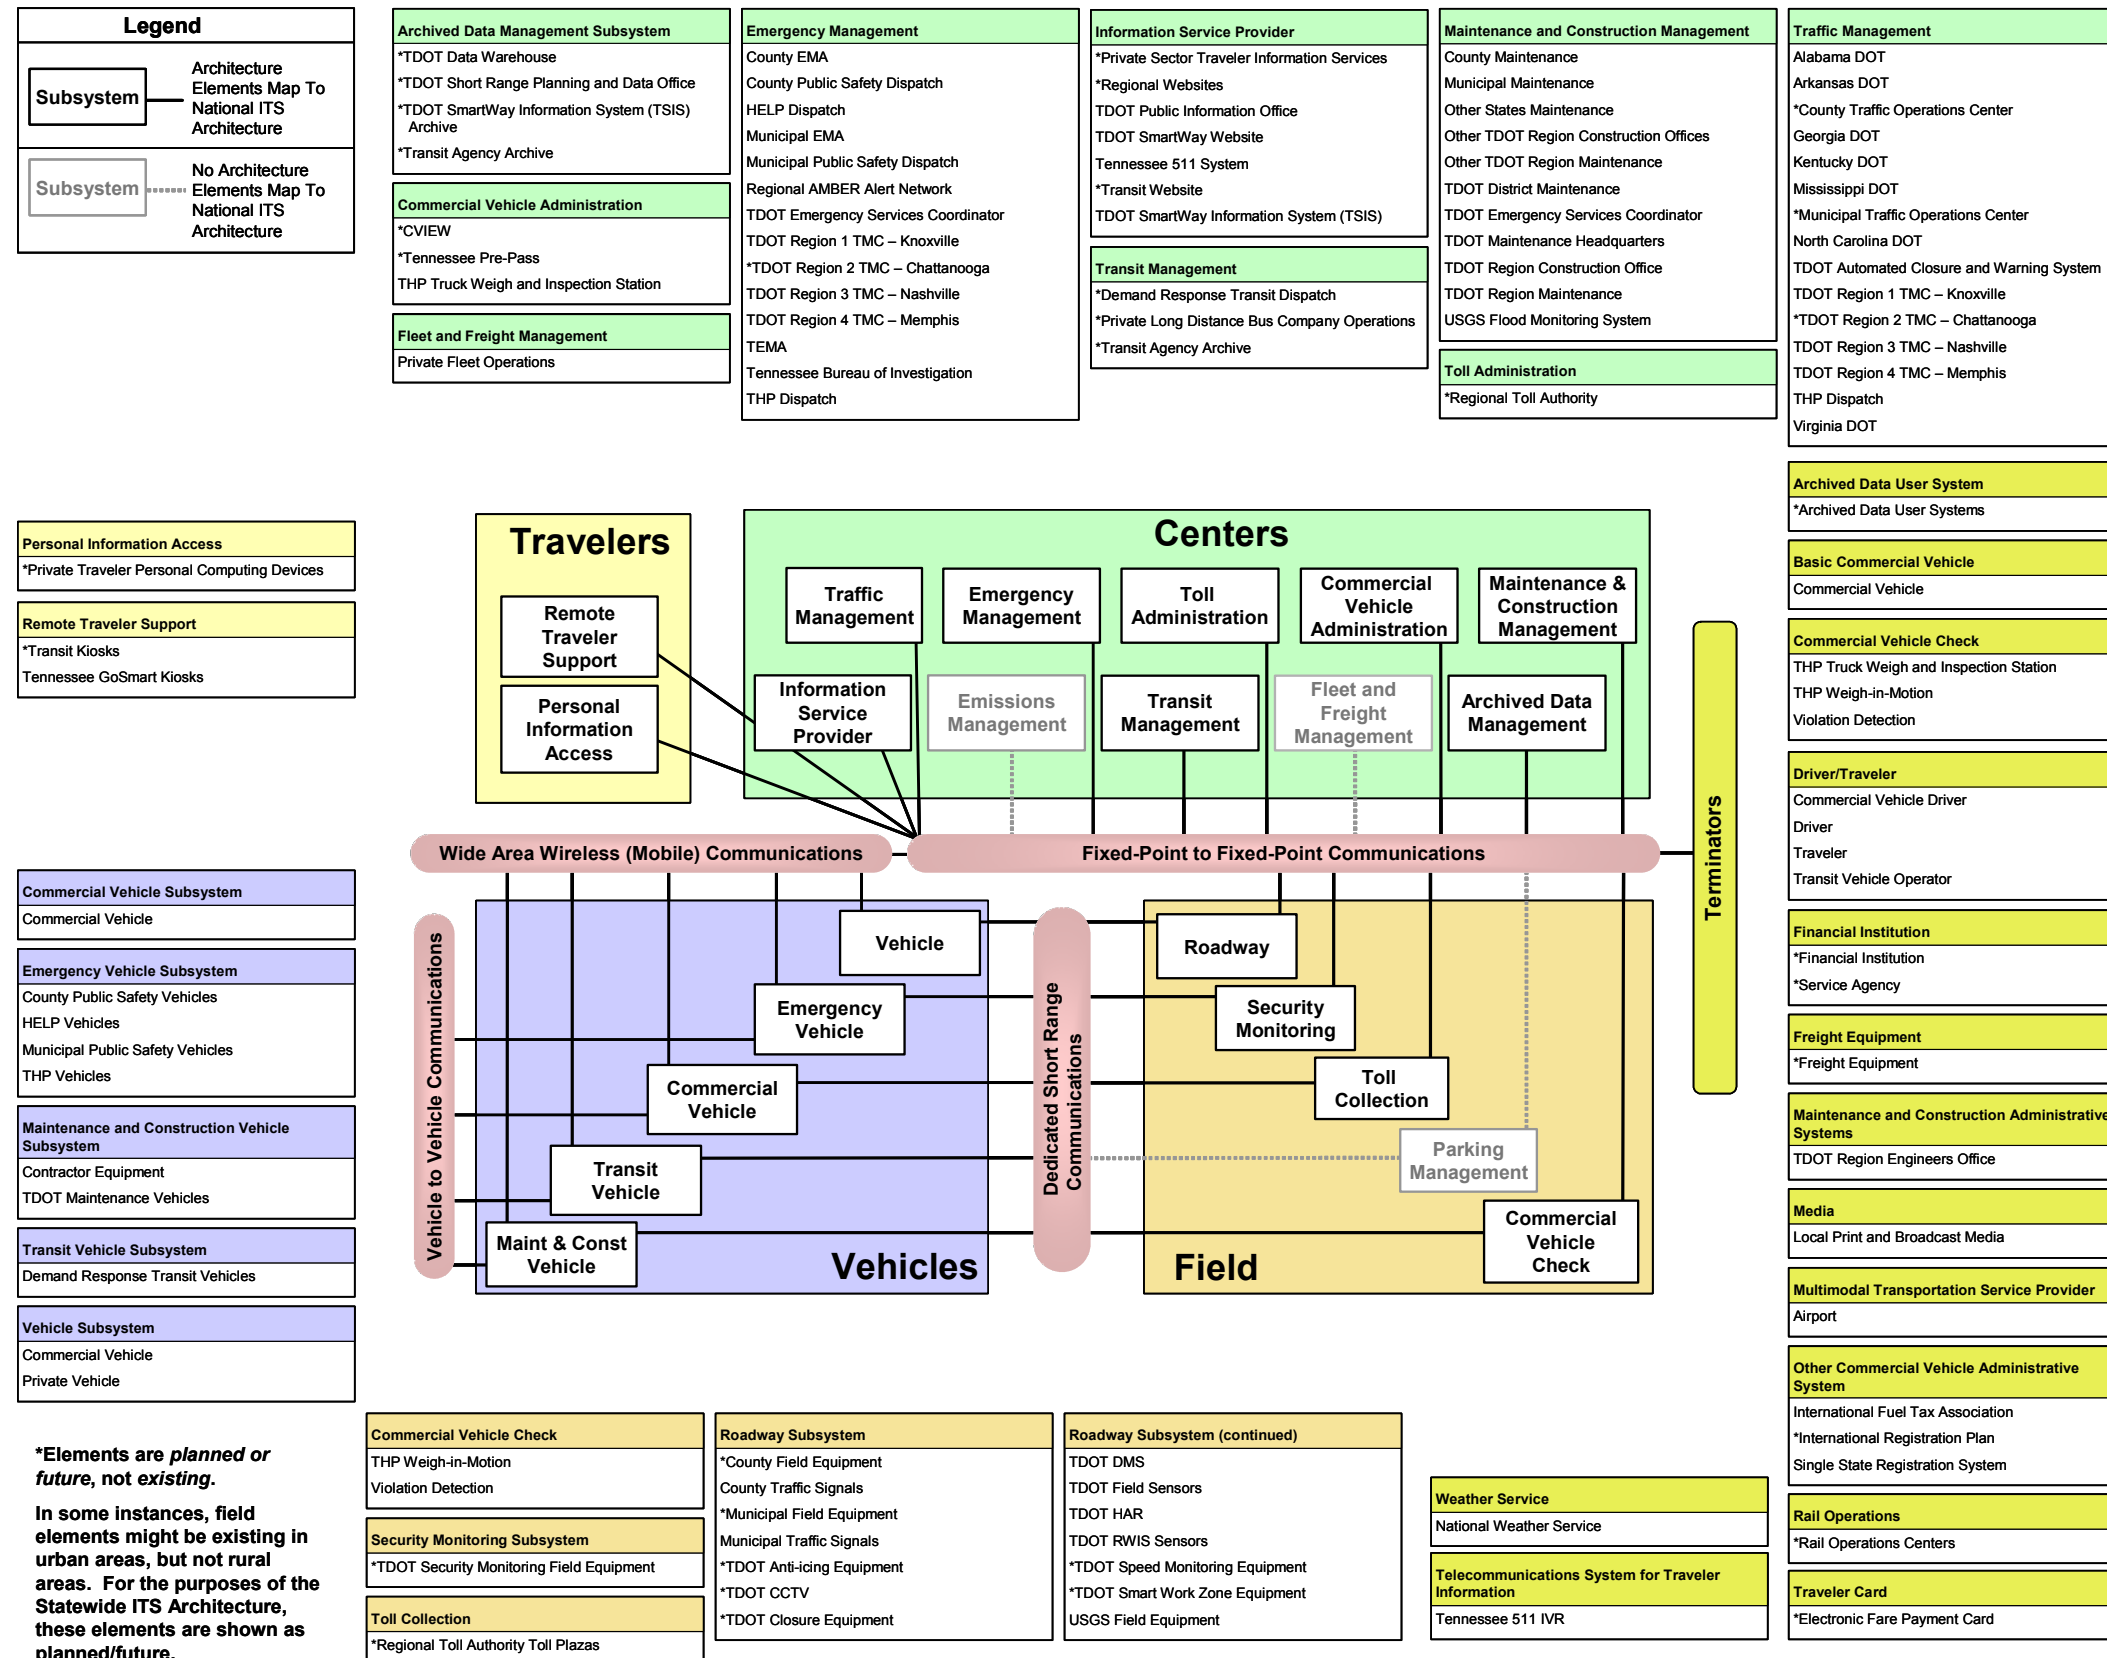 Legend
Subsystem
Architecture
Elements Map To
National ITS
Architecture
Subsystem
No Architecture
Elements Map To
National ITS
Architecture
Archived Data Management Subsystem
*TDOT Data Warehouse
*TDOT Short Range Planning and Data Office
*TDOT SmartWay Information System (TSIS)
Archive
*Transit Agency Archive
Commercial Vehicle Administration
*CVIEW
*Tennessee Pre-Pass
THP Truck Weigh and Inspection Station
Fleet and Freight Management
Private Fleet Operations
Emergency Management
County EMA
County Public Safety Dispatch
HELP Dispatch
Municipal EMA
Municipal Public Safety Dispatch
Regional AMBER Alert Network
TDOT Emergency Services Coordinator
TDOT Region 1 TMC – Knoxville
*TDOT Region 2 TMC – Chattanooga
TDOT Region 3 TMC – Nashville
TDOT Region 4 TMC – Memphis
TEMA
Tennessee Bureau of Investigation
THP Dispatch
Information Service Provider
*Private Sector Traveler Information Services
*Regional Websites
TDOT Public Information Office
TDOT SmartWay Website
Tennessee 511 System
*Transit Website
TDOT SmartWay Information System (TSIS)
Transit Management
*Demand Response Transit Dispatch
*Private Long Distance Bus Company Operations
*Transit Agency Archive
Maintenance and Construction Management
County Maintenance
Municipal Maintenance
Other States Maintenance
Other TDOT Region Construction Offices
Other TDOT Region Maintenance
TDOT District Maintenance
TDOT Emergency Services Coordinator
TDOT Maintenance Headquarters
TDOT Region Construction Office
TDOT Region Maintenance
USGS Flood Monitoring System
Toll Administration
*Regional Toll Authority
Traffic Management
Alabama DOT
Arkansas DOT
*County Traffic Operations Center
Georgia DOT
Kentucky DOT
Mississippi DOT
*Municipal Traffic Operations Center
North Carolina DOT
TDOT Automated Closure and Warning System
TDOT Region 1 TMC – Knoxville
*TDOT Region 2 TMC – Chattanooga
TDOT Region 3 TMC – Nashville
TDOT Region 4 TMC – Memphis
THP Dispatch
Virginia DOT
Personal Information Access
*Private Traveler Personal Computing Devices
Remote Traveler Support
*Transit Kiosks
Tennessee GoSmart Kiosks
Travelers
Remote
Traveler
Support
Personal
Information
Access
Centers
Traffic
Management
Emergency
Management
Toll
Administration
Commercial
Vehicle
Administration
Maintenance &
Construction
Management
Information
Service
Provider
Emissions
Management
Transit
Management
Fleet and
Freight
Management
Archived Data
Management
Wide Area Wireless (Mobile) Communications
Fixed-Point to Fixed-Point Communications
Terminators
Vehicle to Vehicle Communications
Vehicle
Emergency
Vehicle
Commercial
Vehicle
Transit
Vehicle
Maint & Const
Vehicle
Vehicles
Dedicated Short Range
Communications
Roadway
Security
Monitoring
Toll
Collection
Parking
Management
Commercial
Vehicle
Check
Field
Commercial Vehicle Subsystem
Commercial Vehicle
Emergency Vehicle Subsystem
County Public Safety Vehicles
HELP Vehicles
Municipal Public Safety Vehicles
THP Vehicles
Maintenance and Construction Vehicle
Subsystem
Contractor Equipment
TDOT Maintenance Vehicles
Transit Vehicle Subsystem
Demand Response Transit Vehicles
Vehicle Subsystem
Commercial Vehicle
Private Vehicle
Archived Data User System
*Archived Data User Systems
Basic Commercial Vehicle
Commercial Vehicle
Commercial Vehicle Check
THP Truck Weigh and Inspection Station
THP Weigh-in-Motion
Violation Detection
Driver/Traveler
Commercial Vehicle Driver
Driver
Traveler
Transit Vehicle Operator
Financial Institution
*Financial Institution
*Service Agency
Freight Equipment
*Freight Equipment
Maintenance and Construction Administrative
Systems
TDOT Region Engineers Office
Media
Local Print and Broadcast Media
Multimodal Transportation Service Provider
Airport
Other Commercial Vehicle Administrative
System
International Fuel Tax Association
*International Registration Plan
Single State Registration System
Rail Operations
*Rail Operations Centers
Traveler Card
*Electronic Fare Payment Card
*Elements are planned or
future, not existing.
In some instances, field
elements might be existing in
urban areas, but not rural
areas. For the purposes of the
Statewide ITS Architecture,
these elements are shown as
planned/future.
Commercial Vehicle Check
THP Weigh-in-Motion
Violation Detection
Security Monitoring Subsystem
*TDOT Security Monitoring Field Equipment
Toll Collection
*Regional Toll Authority Toll Plazas
Roadway Subsystem
*County Field Equipment
County Traffic Signals
*Municipal Field Equipment
Municipal Traffic Signals
*TDOT Anti-icing Equipment
*TDOT CCTV
*TDOT Closure Equipment
Roadway Subsystem (continued)
TDOT DMS
TDOT Field Sensors
TDOT HAR
TDOT RWIS Sensors
*TDOT Speed Monitoring Equipment
*TDOT Smart Work Zone Equipment
USGS Field Equipment
Weather Service
National Weather Service
Telecommunications System for Traveler
Information
Tennessee 511 IVR